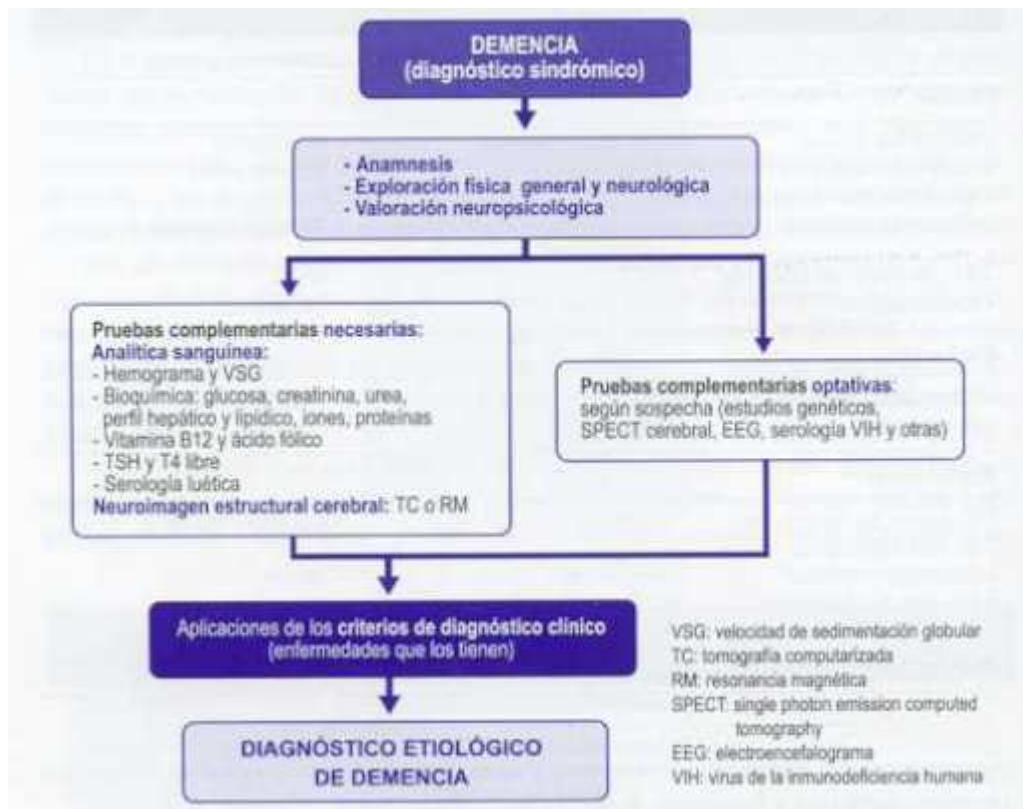 DEMENCIA
(diagnóstico sindrómico)
- Anamnesis
- Exploración física general y neurológica
- Valoración neuropsicológica
Pruebas complementarias necesarias:
Analítica sanguínea:
- Hemograma y VSG
- Bioquímica: glucosa, creatinina, urea,
perfil hepático y lipídico, iones, proteínas
- Vitamina B12 y ácido fólico
- TSH y T4 libre
- Serología luética
Neuroimagen estructural cerebral: TC o RM
Pruebas complementarias optativas:
según sospecha (estudios genéticos,
SPECT cerebral, EEG, serología VIH y otras)
Aplicaciones de los criterios de diagnóstico clínico
(enfermedades que los tienen)
DIAGNÓSTICO ETIOLÓGICO
DE DEMENCIA
VSG: velocidad de sedimentación globular
TC: tomografía computarizada
RM: resonancia magnética
SPECT: single photon emission computed
tomography
EEG: electroencefalograma
VIH: virus de la inmunodeficiencia humana